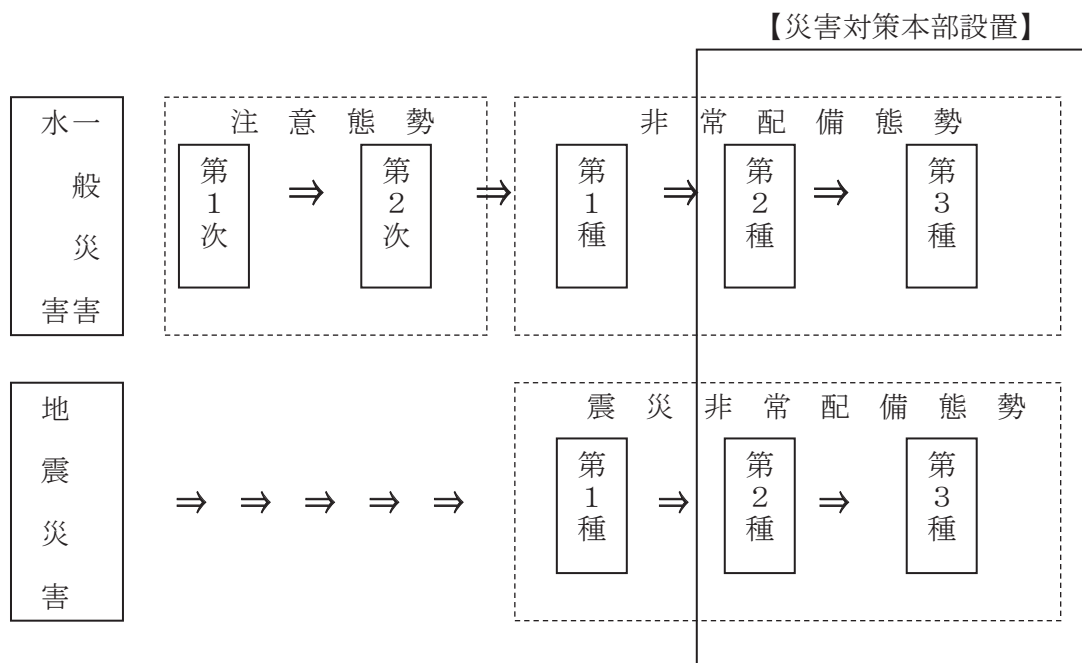 【災害対策本部設置】
一般災害
水害
注意態勢
第1次
⇒
第2次
⇒
非常配備態勢
第1種
⇒
第2種
⇒
第3種
地震災害
⇒ ⇒ ⇒ ⇒ ⇒
震災非常配備態勢
第1種
⇒
第2種
⇒
第3種